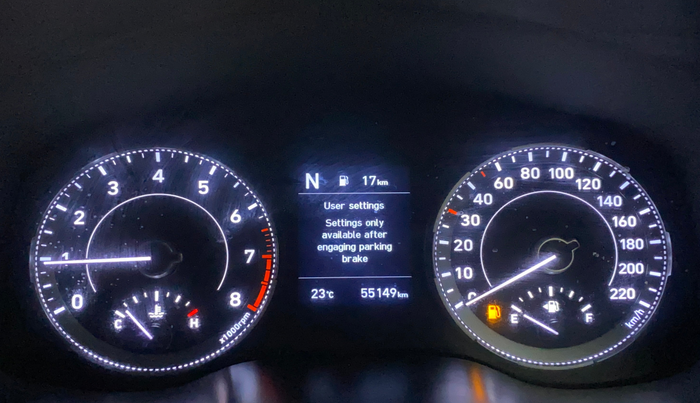 0 1 2 3 4 5 6 7 8
x1000rpm
C H
N 17km
User settings
Settings only
available after
engaging parking
brake
23°C 55149km
0 10 20 30 40 60 80 100 120 140 160 180 200 220
km/h
E F